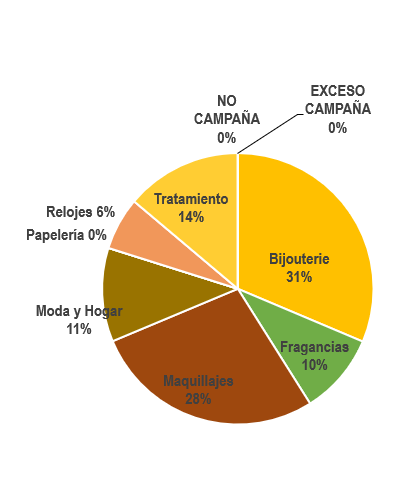 NO
CAMPAÑA
0%
EXCESO
CAMPAÑA
0%
Tratamiento
14%
Relojes 6%
Papelería 0%
Bijouterie
31%
Moda y Hogar
11%
Fragancias
10%
Maquillajes
28%